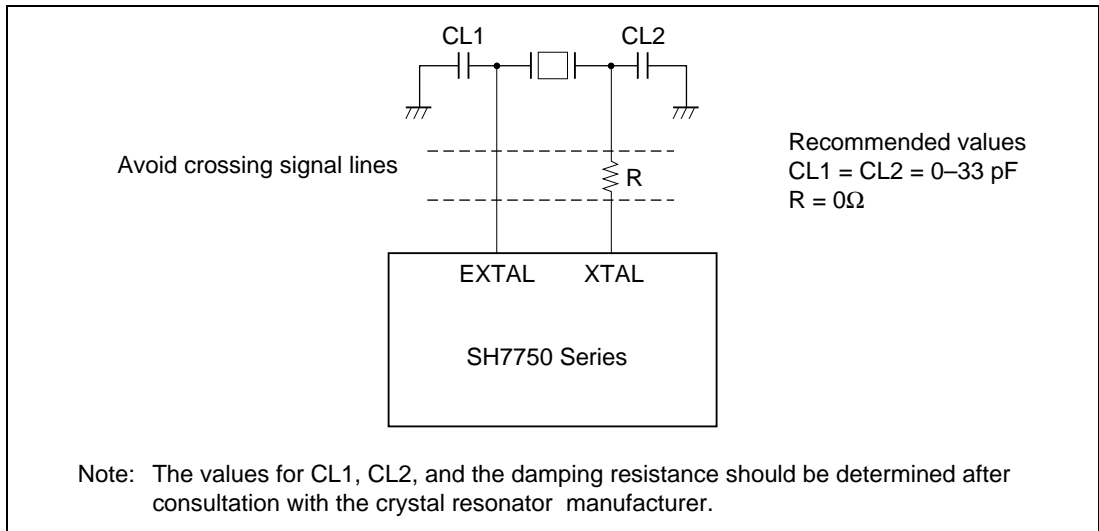 CL1
CL2
Avoid crossing signal lines
R
Recommended values
CL1 = CL2 = 0–33 pF
R = 0Ω
EXTAL
XTAL
SH7750 Series
Note: The values for CL1, CL2, and the damping resistance should be determined after
consultation with the crystal resonator manufacturer.